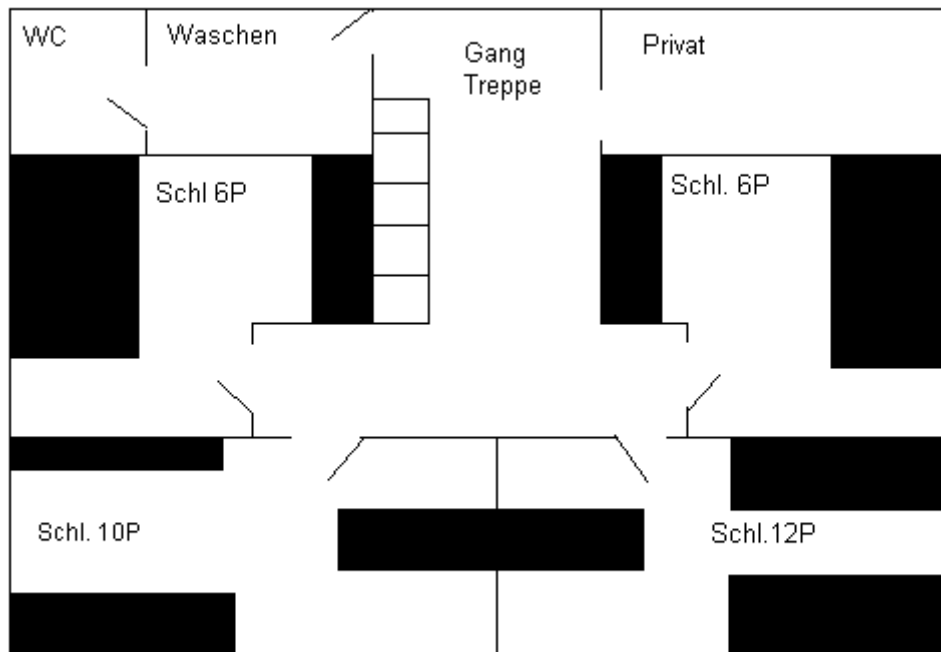 WC
Waschen
Gang
Treppe
Privat
Schl 6P
Schl. 6P
Schl. 10P
Schl.12P